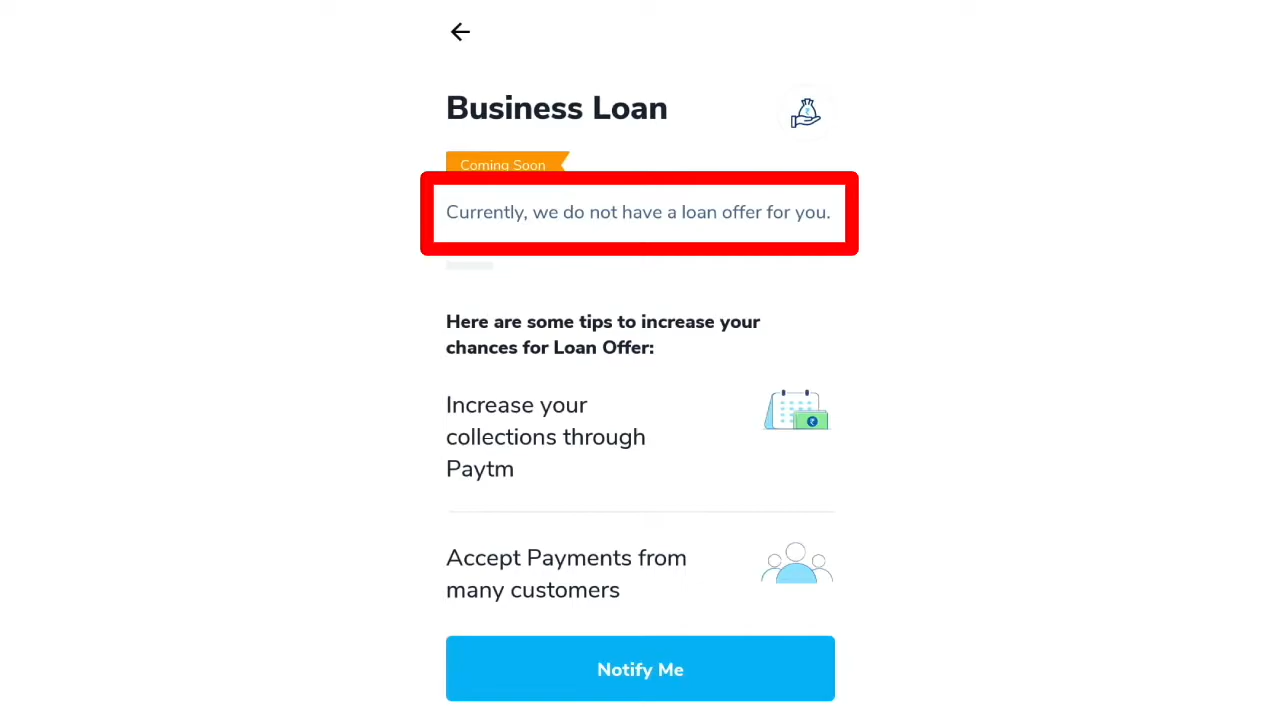 Business Loan
Coming Soon
Currently, we do not have a loan offer for you.
Here are some tips to increase your
chances for Loan Offer:
Increase your
collections through
Paytm
Accept Payments from
many customers
Notify Me